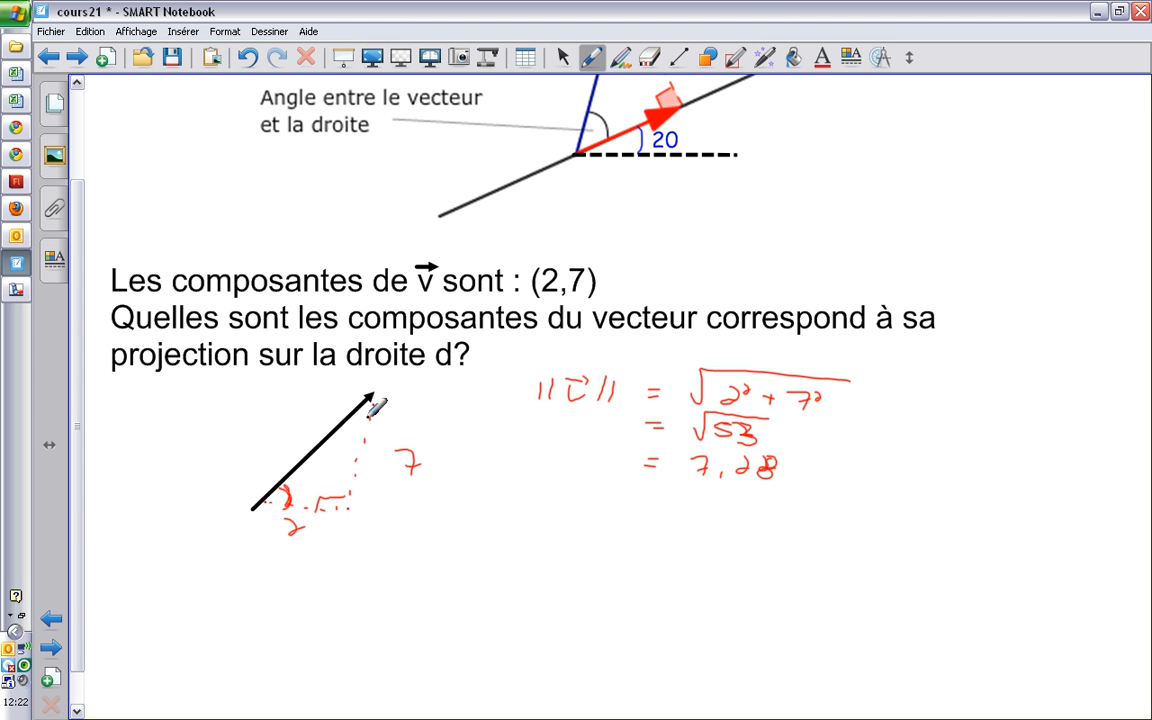 cours21 * - SMART Notebook
Fichier Edition Affichage Insérer Format Dessiner Aide
Angle entre le vecteur
et la droite
20
Les composantes de v sont : (2,7)
Quelles sont les composantes du vecteur correspond à sa
projection sur la droite d?
|| v || = √2² + 7²
= √53
= 7,28
7
2
12:22